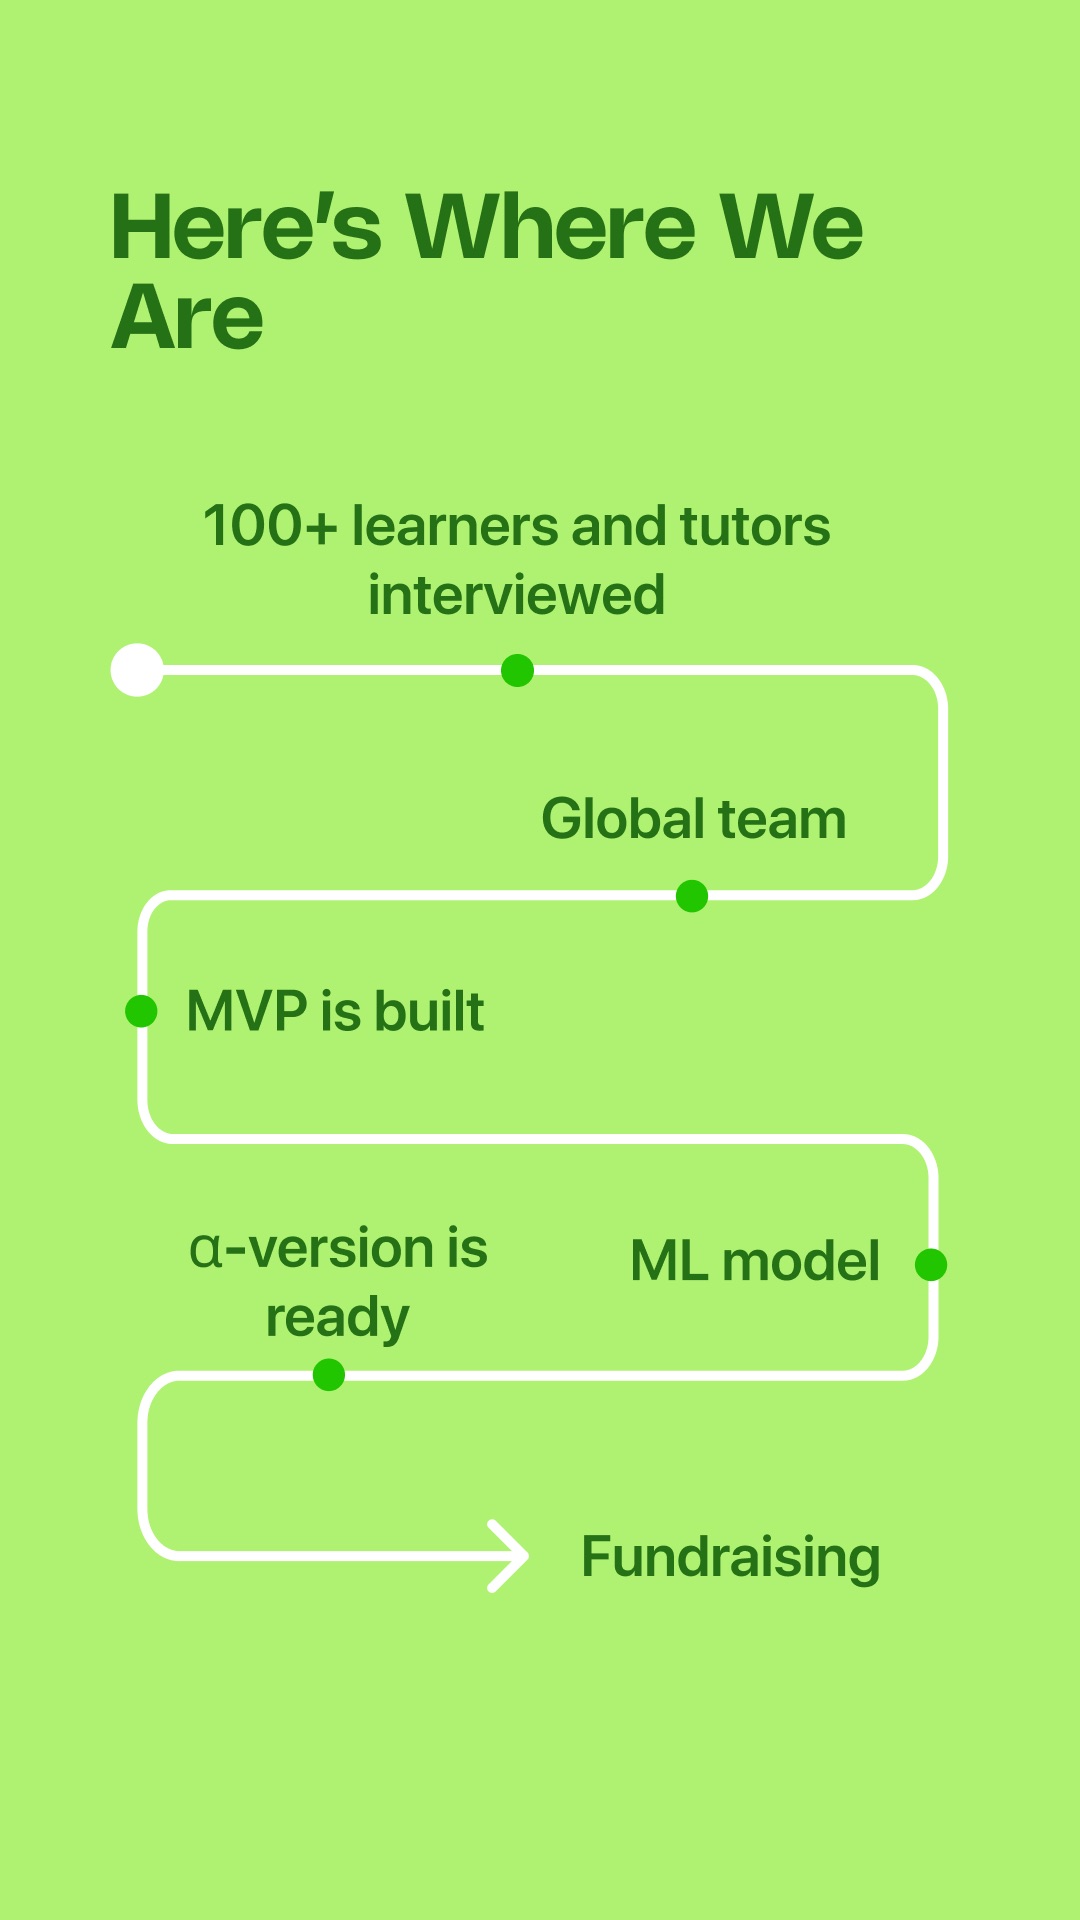 Here’s Where We
Are
100+ learners and tutors
interviewed
Global team
MVP is built
α-version is
ready
ML model
Fundraising